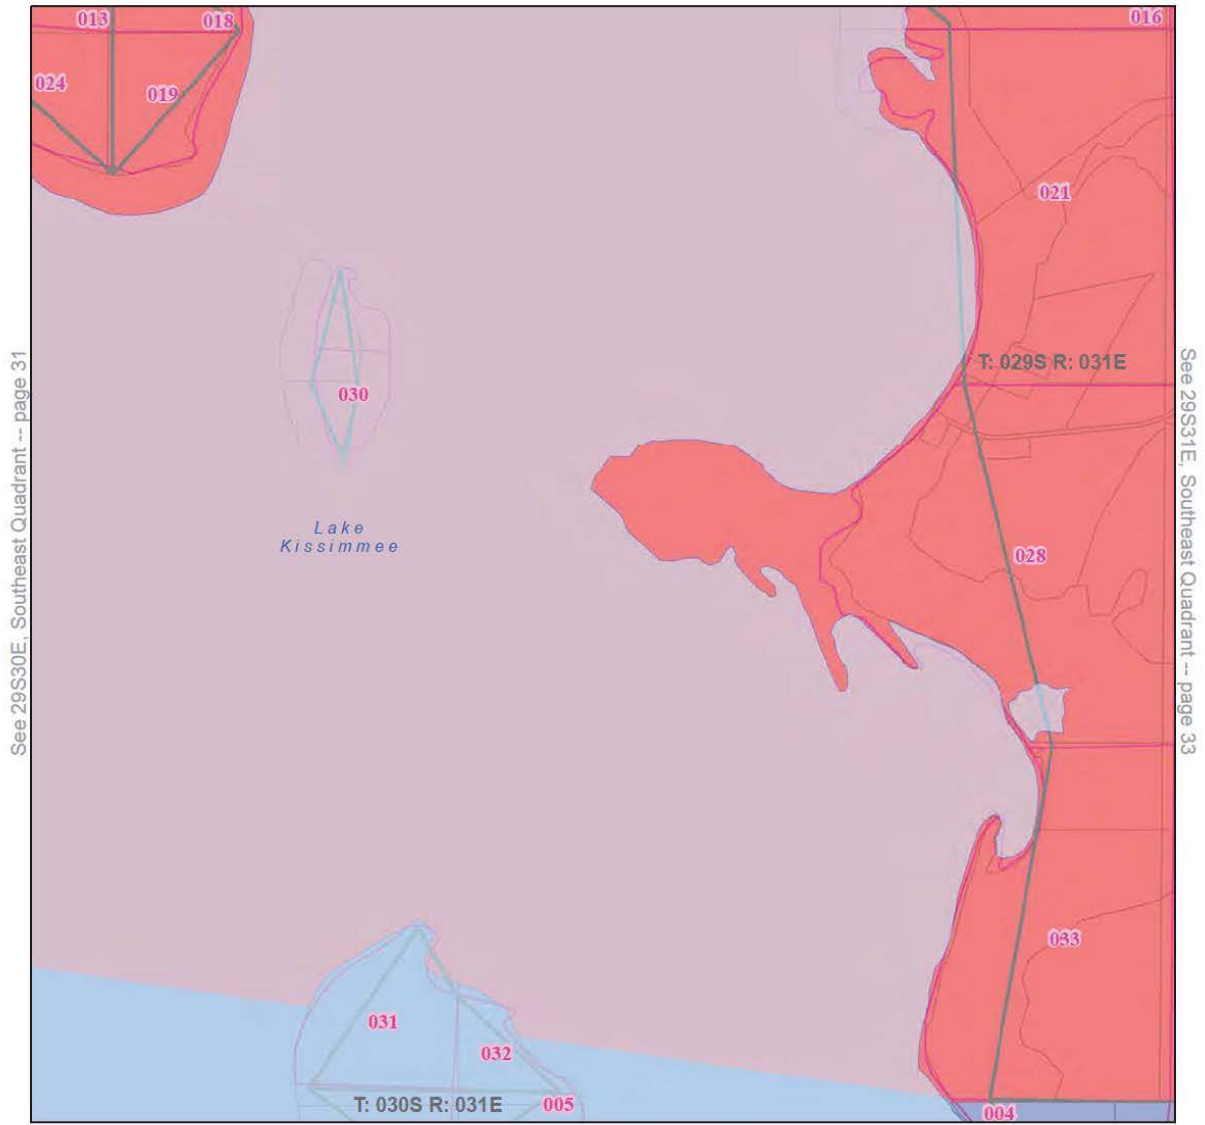 013
018
016
024
019
021
T: 029S R: 031E
See 29S30E, Southeast Quadrant -- page 31
See 29S31E, Southeast Quadrant -- page 33
030
Lake
Kissimmee
028
033
031
032
T: 030S R: 031E
005
004